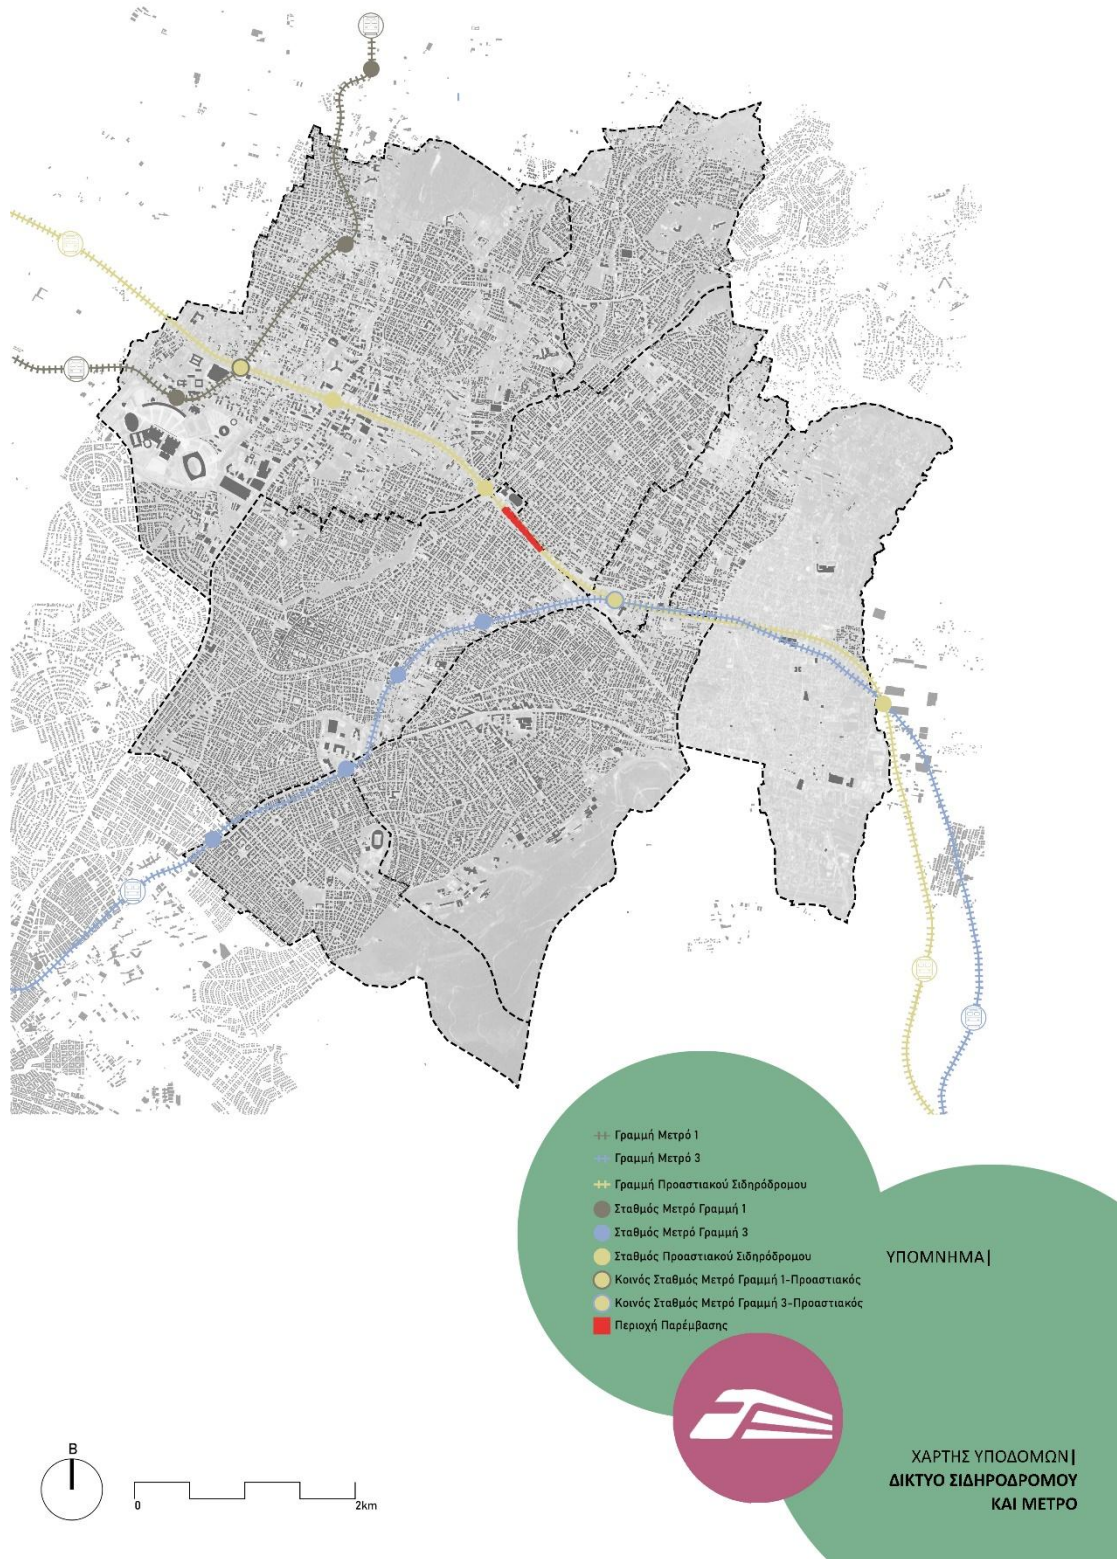 Γραμμή Μετρό 1
Γραμμή Μετρό 3
Γραμμή Προαστιακού Σιδηρόδρομου
Σταθμός Μετρό Γραμμή 1
Σταθμός Μετρό Γραμμή 3
Σταθμός Προαστιακού Σιδηρόδρομου
Κοινός Σταθμός Μετρό Γραμμή 1-Προαστιακός
Κοινός Σταθμός Μετρό Γραμμή 3-Προαστιακός
Περιοχή Παρέμβασης
ΥΠΟΜΝΗΜΑ|
Β
0 2km
ΧΑΡΤΗΣ ΥΠΟΔΟΜΩΝ|
ΔΙΚΤΥΟ ΣΙΔΗΡΟΔΡΟΜΟΥ
ΚΑΙ ΜΕΤΡΟ